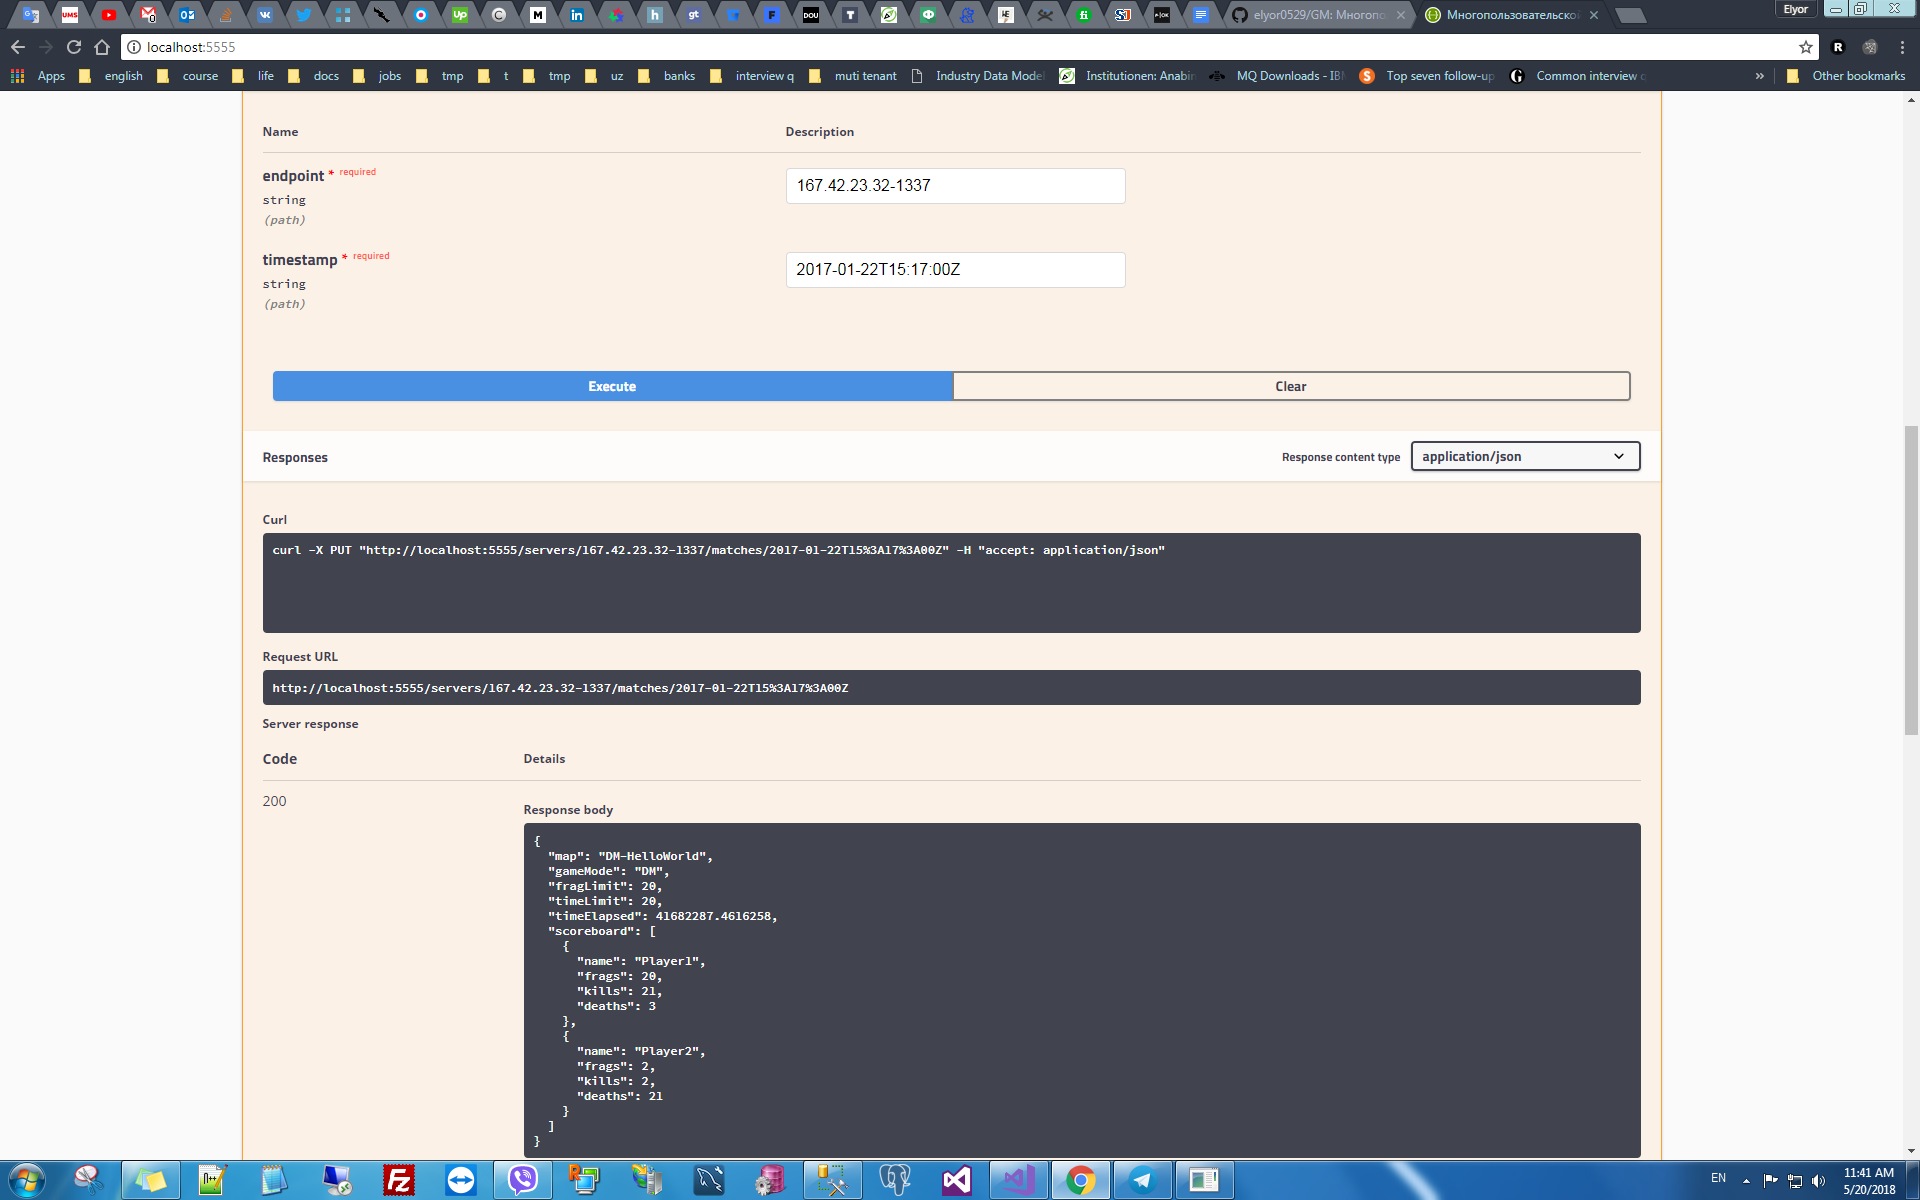 elyor0529/GM: Многопо
Многопользовательско
Elyor
localhost:5555
Apps english course life docs jobs tmp t tmp uz banks interview q muti tenant Industry Data Model Institutionen: Anabin MQ Downloads - IBM Top seven follow-up Common interview q » Other bookmarks
Name Description
endpoint * required
string
(path)
167.42.23.32-1337
timestamp * required
string
(path)
2017-01-22T15:17:00Z
Execute Clear
Responses Response content type application/json
Curl
curl -X PUT "http://localhost:5555/servers/167.42.23.32-1337/matches/2017-01-22T15%3A17%3A00Z" -H "accept: application/json"
Request URL
http://localhost:5555/servers/167.42.23.32-1337/matches/2017-01-22T15%3A17%3A00Z
Server response
Code Details
200
Response body
{
"map": "DM-HelloWorld",
"gameMode": "DM",
"fragLimit": 20,
"timeLimit": 20,
"timeElapsed": 41682287.4616258,
"scoreboard": [
{
"name": "Player1",
"frags": 20,
"kills": 21,
"deaths": 3
},
{
"name": "Player2",
"frags": 2,
"kills": 2,
"deaths": 21
}
]
}
EN
11:41 AM
5/20/2018